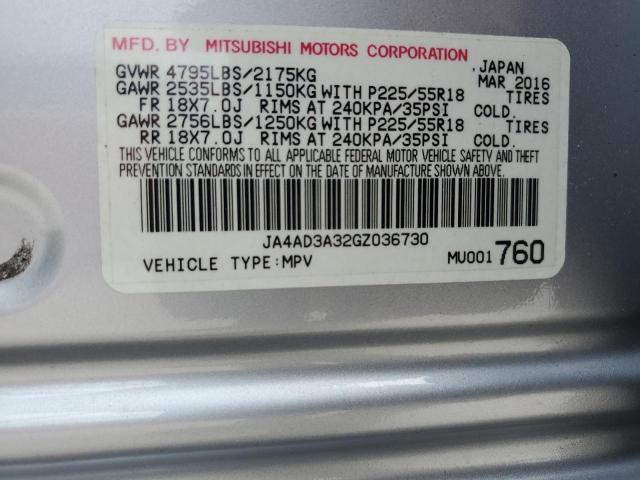 MFD. BY MITSUBISHI MOTORS CORPORATION
JAPAN
GVWR 4795LBS/2175KG MAR 2016
GAWR 2535LBS/1150KG WITH P225/55R18 TIRES
FR 18X7.0J RIMS AT 240KPA/35PSI COLD.
GAWR 2756LBS/1250KG WITH P225/55R18 TIRES
RR 18X7.0J RIMS AT 240KPA/35PSI COLD.
THIS VEHICLE CONFORMS TO ALL APPLICABLE FEDERAL MOTOR VEHICLE SAFETY AND THEFT
PREVENTION STANDARDS IN EFFECT ON THE DATE OF MANUFACTURE SHOWN ABOVE.
JA4AD3A32GZ036730
VEHICLE TYPE:MPV MU001760